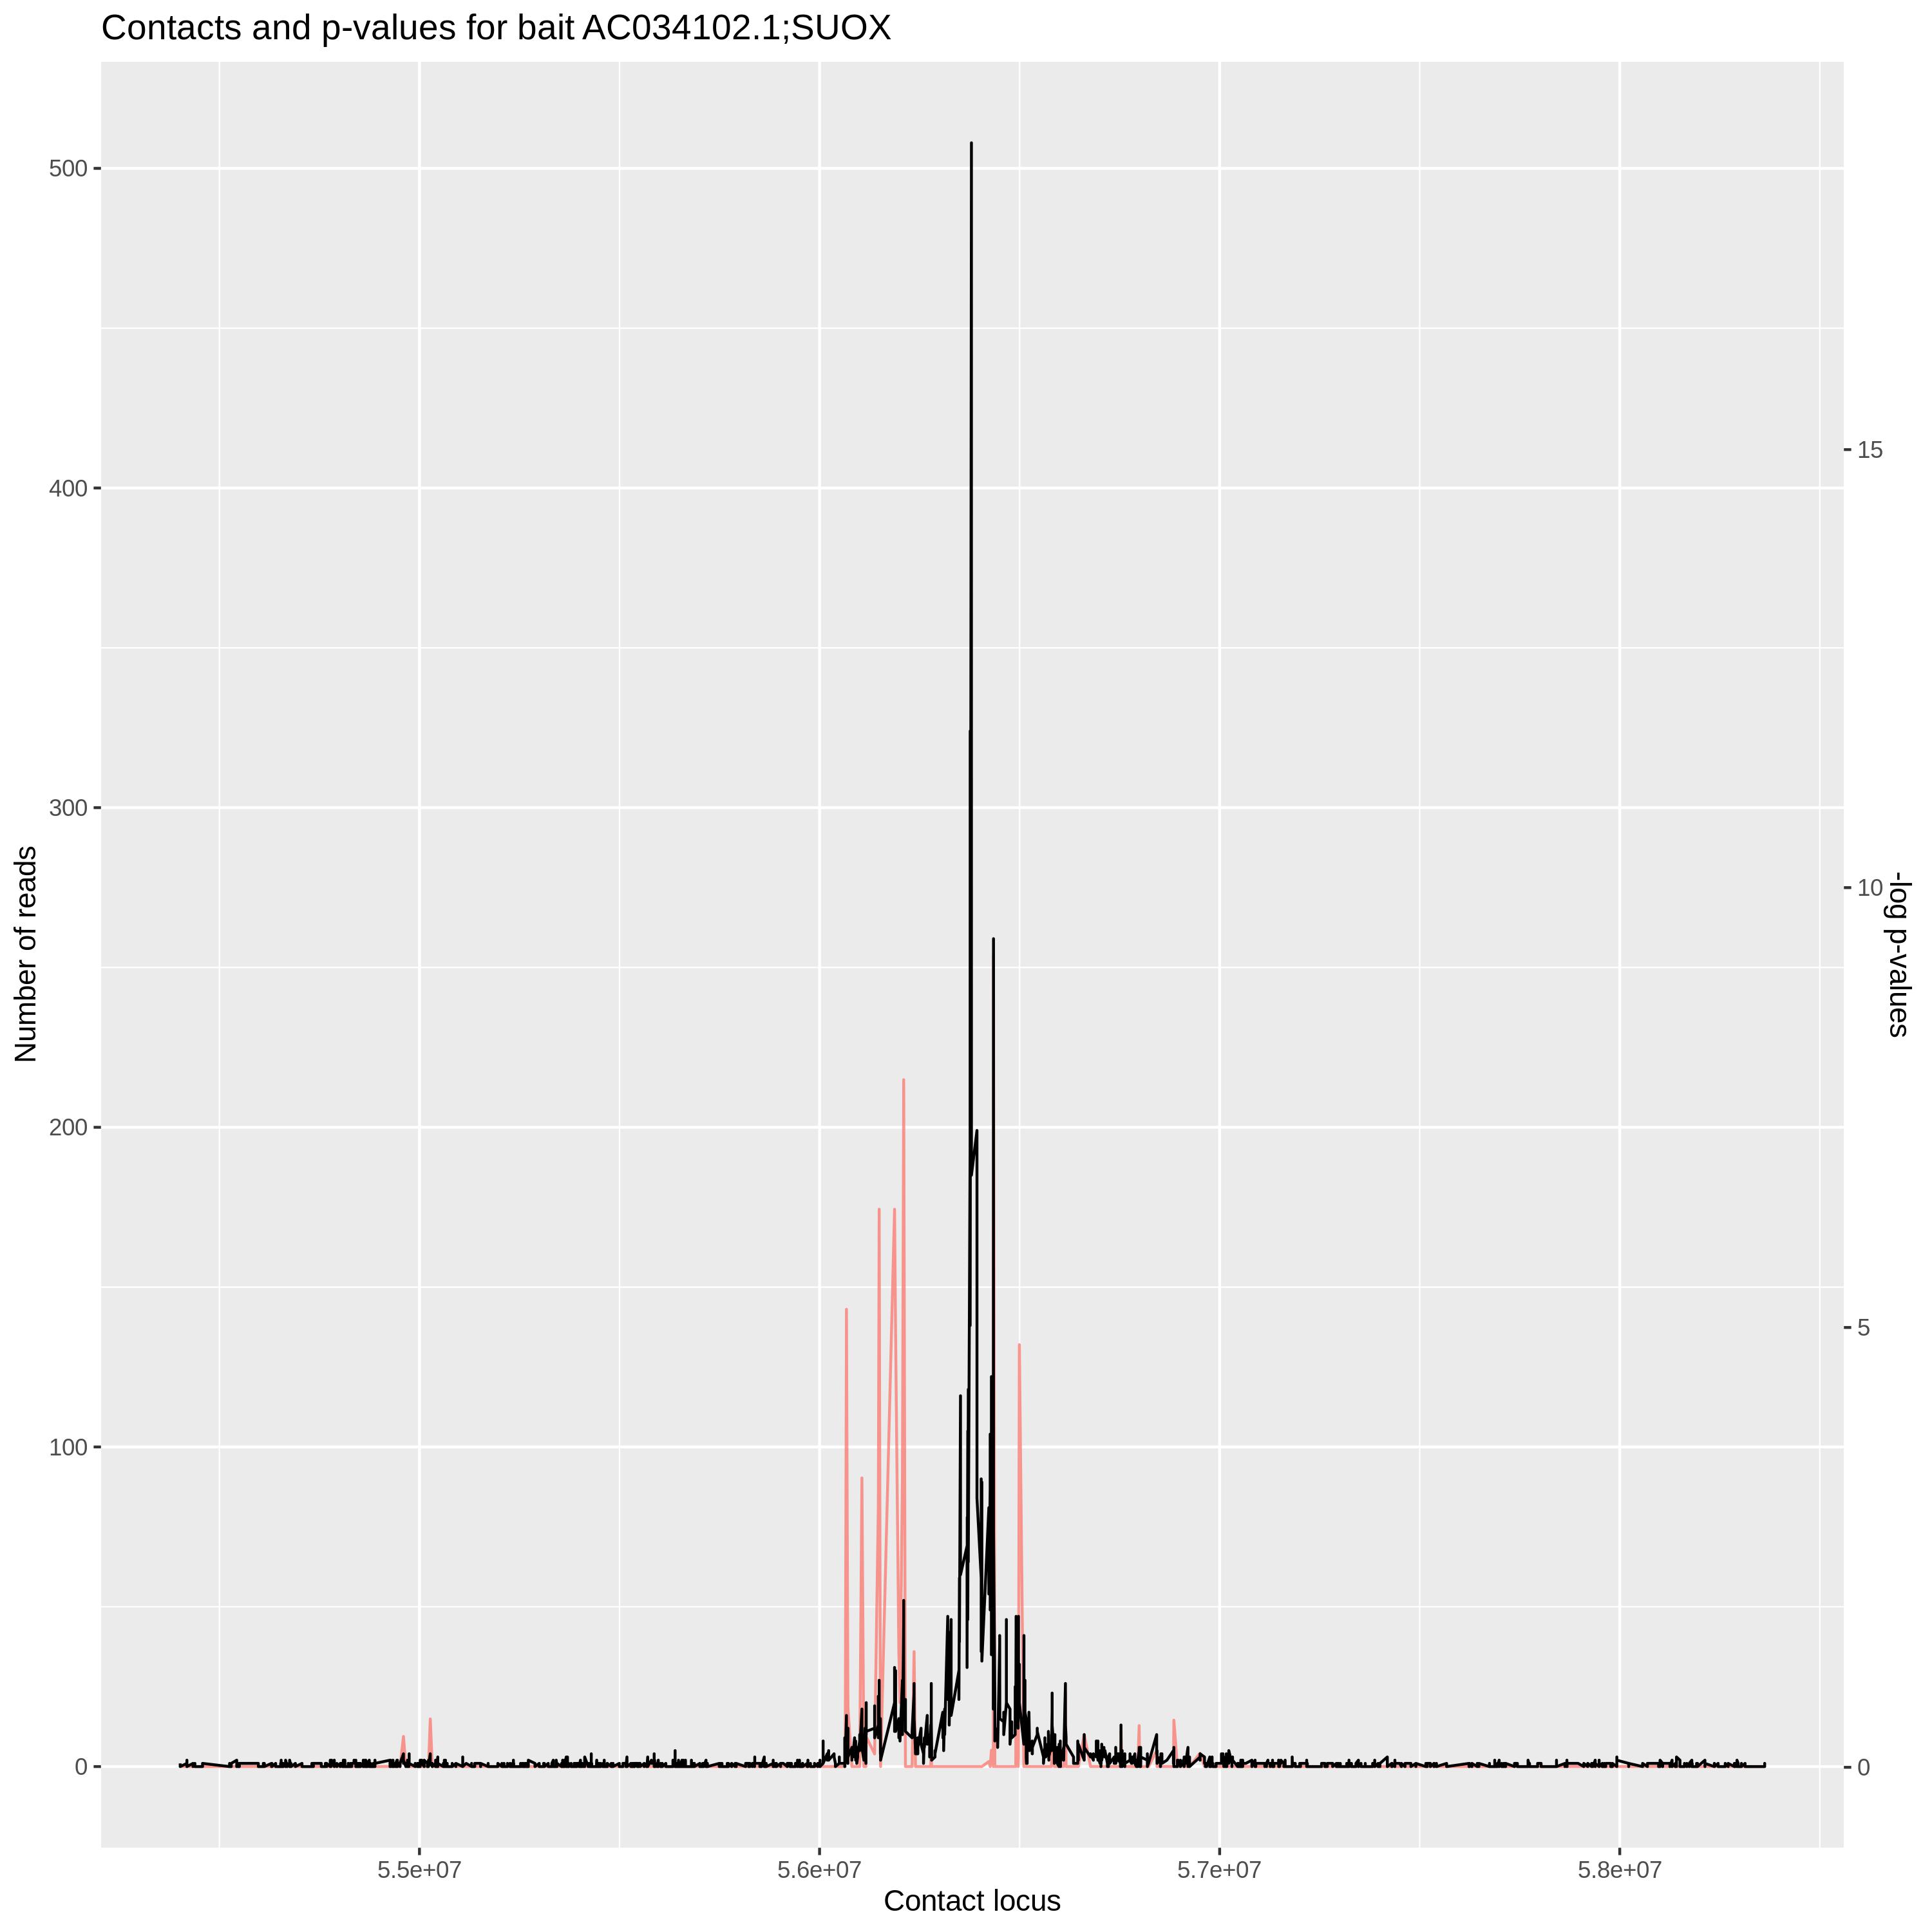 Contacts and p-values for bait AC034102.1;SUOX
500
400
300
200
100
0
Number of reads
15
10
5
0
-log p-values
5.5e+07
5.6e+07
5.7e+07
5.8e+07
Contact locus